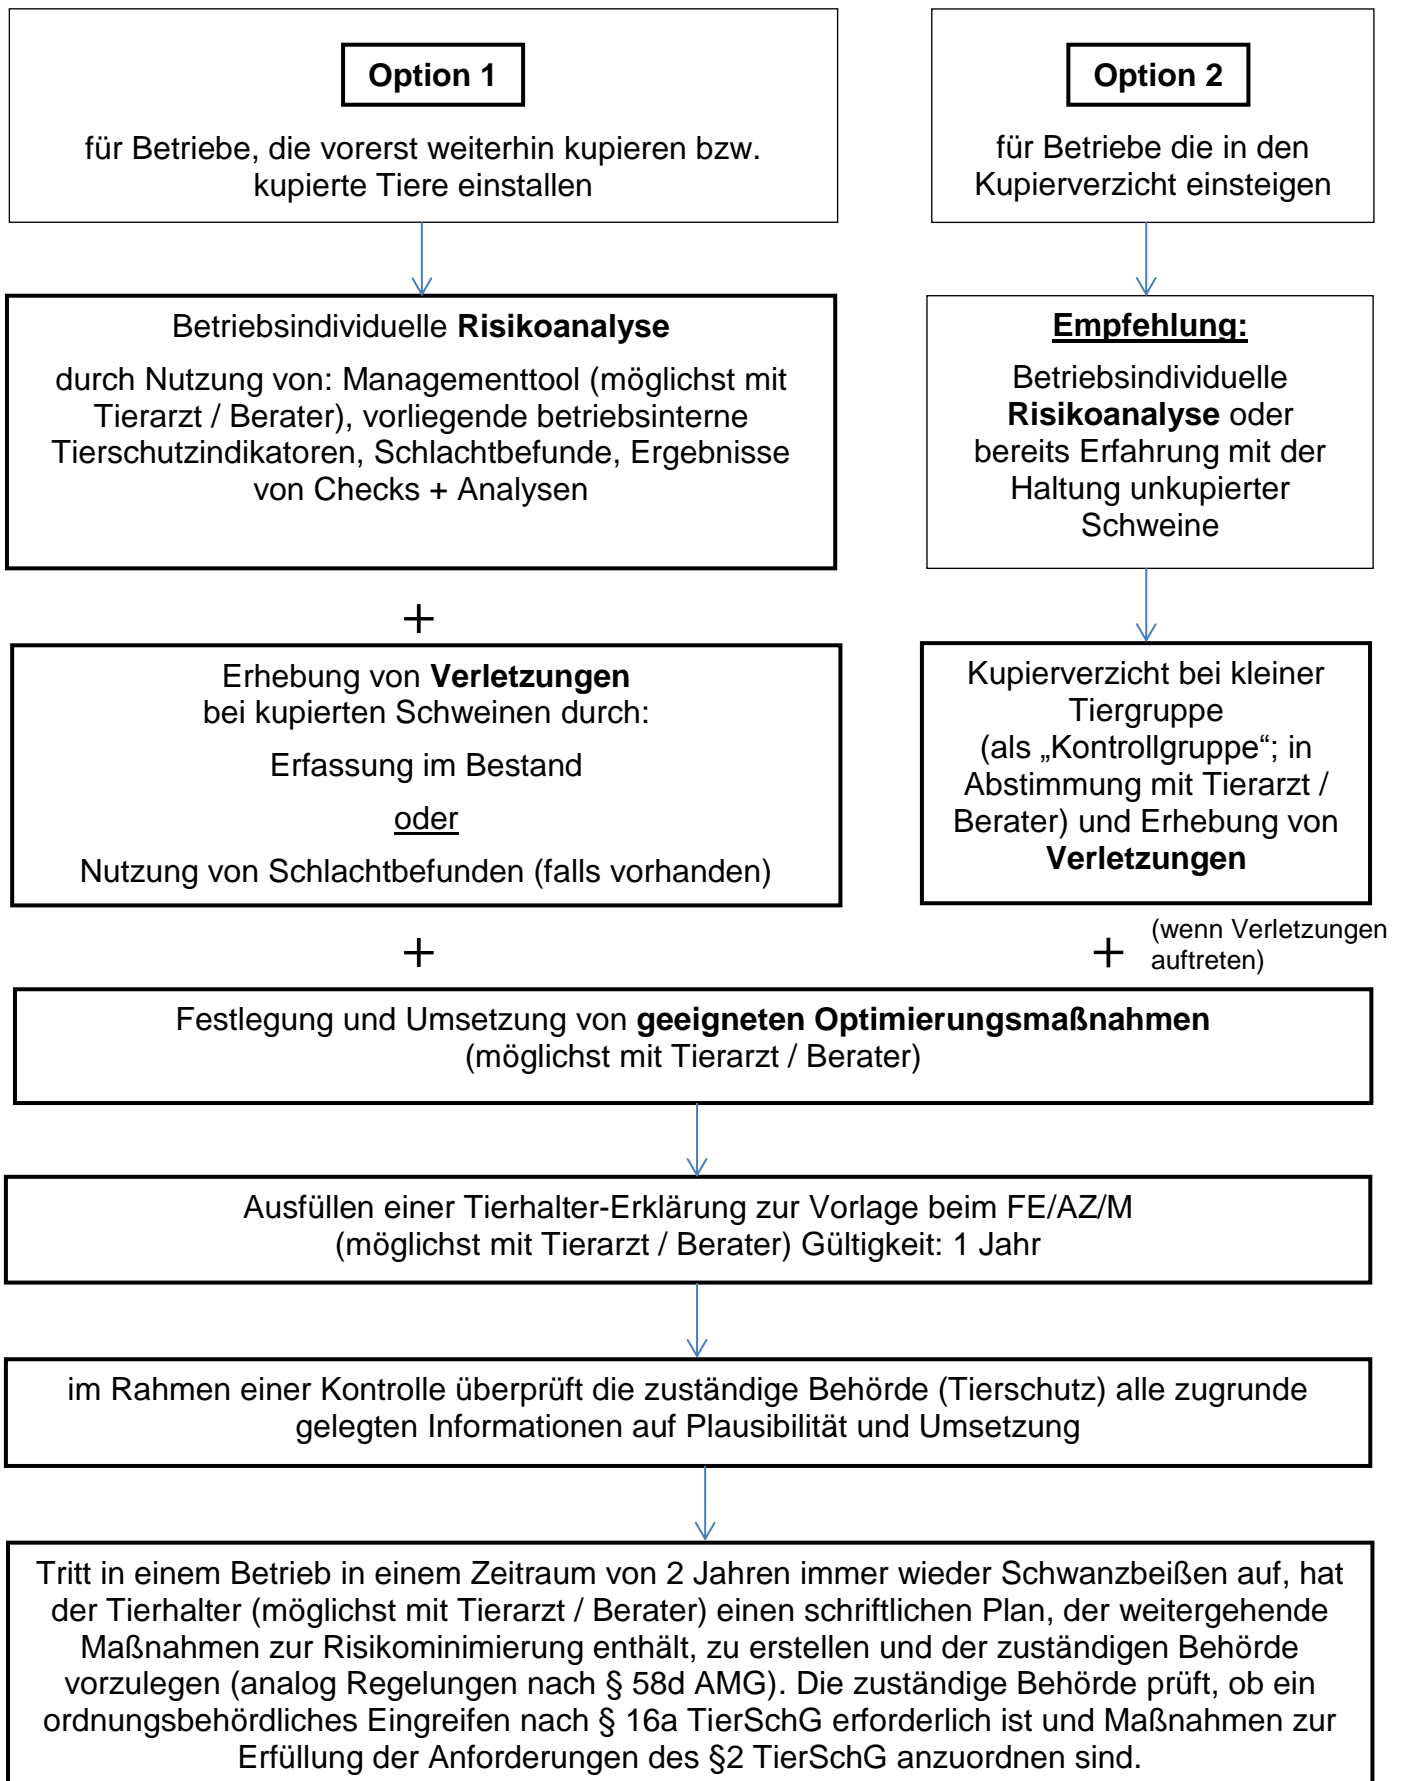 Option 1
für Betriebe, die vorerst weiterhin kupieren bzw.
kupierte Tiere einstallen
Option 2
für Betriebe die in den
Kupierverzicht einsteigen
Betriebsindividuelle Risikoanalyse
durch Nutzung von: Managementtool (möglichst mit
Tierarzt / Berater), vorliegende betriebsinterne
Tierschutzindikatoren, Schlachtbefunde, Ergebnisse
von Checks + Analysen
Empfehlung:
Betriebsindividuelle
Risikoanalyse oder
bereits Erfahrung mit der
Haltung unkupierter
Schweine
+
Erhebung von Verletzungen
bei kupierten Schweinen durch:
Erfassung im Bestand
oder
Nutzung von Schlachtbefunden (falls vorhanden)
Kupierverzicht bei kleiner
Tiergruppe
(als „Kontrollgruppe“; in
Abstimmung mit Tierarzt /
Berater) und Erhebung von
Verletzungen
+
+
(wenn Verletzungen
auftreten)
Festlegung und Umsetzung von geeigneten Optimierungsmaßnahmen
(möglichst mit Tierarzt / Berater)
Ausfüllen einer Tierhalter-Erklärung zur Vorlage beim FE/AZ/M
(möglichst mit Tierarzt / Berater) Gültigkeit: 1 Jahr
im Rahmen einer Kontrolle überprüft die zuständige Behörde (Tierschutz) alle zugrunde
gelegten Informationen auf Plausibilität und Umsetzung
Tritt in einem Betrieb in einem Zeitraum von 2 Jahren immer wieder Schwanzbeißen auf, hat
der Tierhalter (möglichst mit Tierarzt / Berater) einen schriftlichen Plan, der weitergehende
Maßnahmen zur Risikominimierung enthält, zu erstellen und der zuständigen Behörde
vorzulegen (analog Regelungen nach § 58d AMG). Die zuständige Behörde prüft, ob ein
ordnungsbehördliches Eingreifen nach § 16a TierSchG erforderlich ist und Maßnahmen zur
Erfüllung der Anforderungen des §2 TierSchG anzuordnen sind.